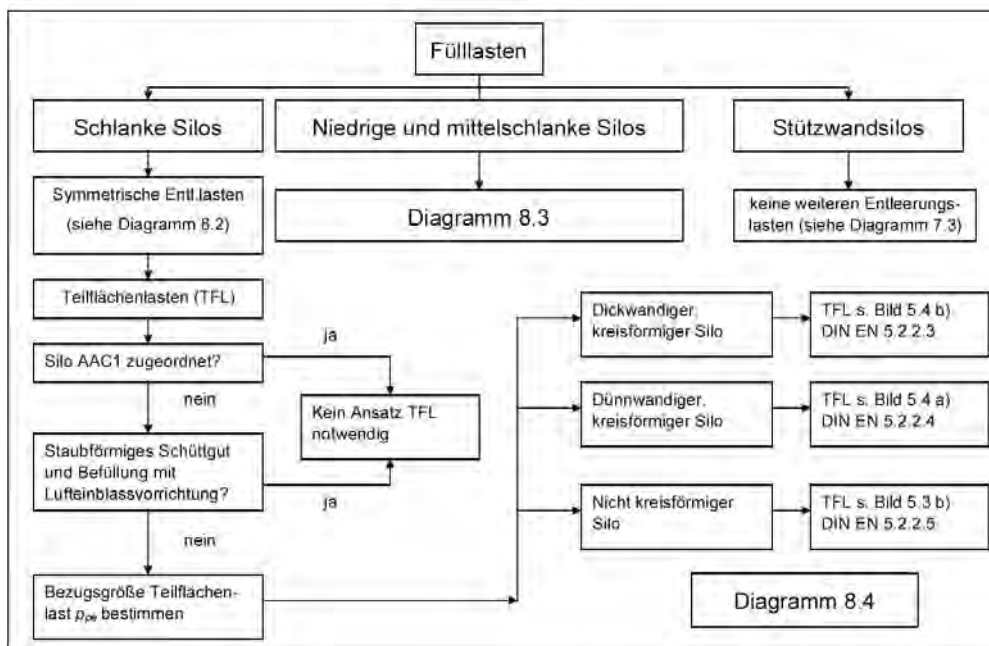 Fülllasten
Schlanke Silos
Niedrige und mittelschlanke Silos
Stützwandsilos
Symmetrische Entl.lasten
(siehe Diagramm 8.2)
Diagramm 8.3
keine weiteren Entleerungs-
lasten (siehe Diagramm 7.3)
Teilflächenlasten (TFL)
Silo AAC1 zugeordnet?
ja
nein
Kein Ansatz TFL
notwendig
Staubförmiges Schüttgut
und Befüllung mit
Lufteinblassvorrichtung?
ja
nein
Bezugsgröße Teilflächen-
last ppe bestimmen
Dickwandiger,
kreisförmiger Silo
TFL s. Bild 5.4 b)
DIN EN 5.2.2.3
Dünnwandiger,
kreisförmiger Silo
TFL s. Bild 5.4 a)
DIN EN 5.2.2.4
Nicht kreisförmiger
Silo
TFL s. Bild 5.3 b)
DIN EN 5.2.2.5
Diagramm 8.4